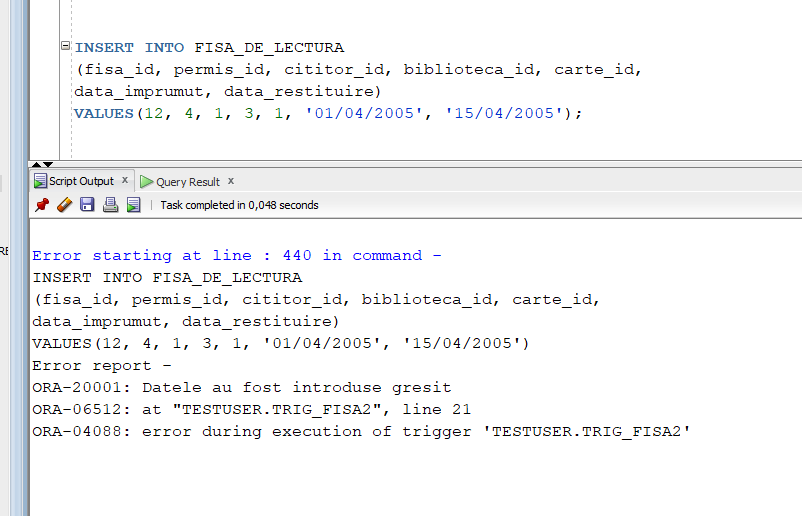 INSERT INTO FISA_DE_LECTURA
(fisa_id, permis_id, cititor_id, biblioteca_id, carte_id,
data_imprumut, data_restituire)
VALUES(12, 4, 1, 3, 1, '01/04/2005', '15/04/2005');
Script Output x Query Result x
Task completed in 0,048 seconds
RE
Error starting at line : 440 in command -
INSERT INTO FISA_DE_LECTURA
(fisa_id, permis_id, cititor_id, biblioteca_id, carte_id,
data_imprumut, data_restituire)
VALUES(12, 4, 1, 3, 1, '01/04/2005', '15/04/2005')
Error report -
ORA-20001: Datele au fost introduse gresit
ORA-06512: at "TESTUSER.TRIG_FISA2", line 21
ORA-04088: error during execution of trigger 'TESTUSER.TRIG_FISA2'